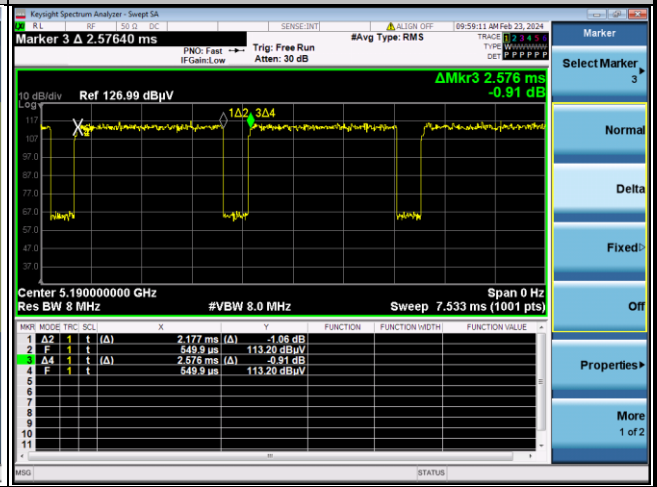 Keysight Spectrum Analyzer - Swept SA
RL RF 50 Ω DC SENSE:INT ALIGN OFF 09:59:11 AM Feb 23, 2024
Marker 3 Δ 2.57640 ms
PNO: Fast
IFGain:Low
Trig: Free Run
Atten: 30 dB
#Avg Type: RMS
TRACE 1 2 3 4 5 6
TYPE WWWWWW
DET P P P P P P
ΔMkr3 2.576 ms
-0.91 dB
10 dB/div Ref 126.99 dBµV
Log
1Δ2 3Δ4
117
107
97.0
87.0
77.0
67.0
57.0
47.0
37.0
Center 5.190000000 GHz Span 0 Hz
Res BW 8 MHz #VBW 8.0 MHz Sweep 7.533 ms (1001 pts)
MKR MODE TRC SCL X Y FUNCTION FUNCTION WIDTH FUNCTION VALUE
1 Δ2 1 t (Δ) 2.177 ms (Δ) -1.06 dB
2 F 1 t 549.9 µs 113.20 dBµV
3 Δ4 1 t (Δ) 2.576 ms (Δ) -0.91 dB
4 F 1 t 549.9 µs 113.20 dBµV
5
6
7
8
9
10
11
MSG STATUS
Marker
Select Marker
3
Normal
Delta
Fixed
Off
Properties
More
1 of 2